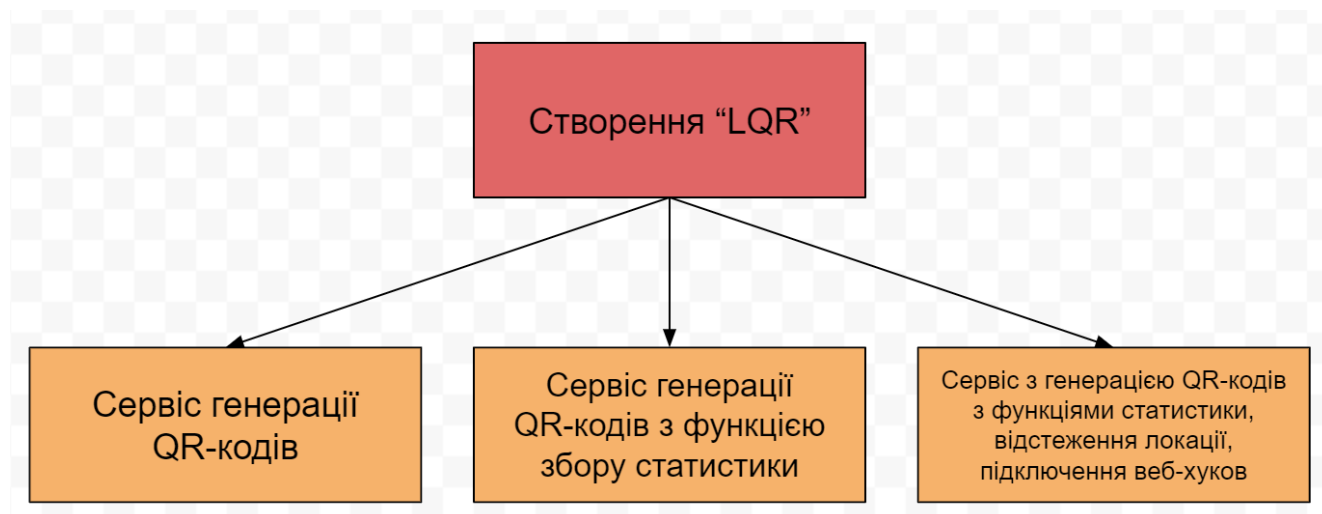 Створення “LQR”
Сервіс генерації
QR-кодів
Сервіс генерації
QR-кодів з функцією
збору статистики
Сервіс з генерацією QR-кодів
з функціями статистики,
відстеження локації,
підключення веб-хуков